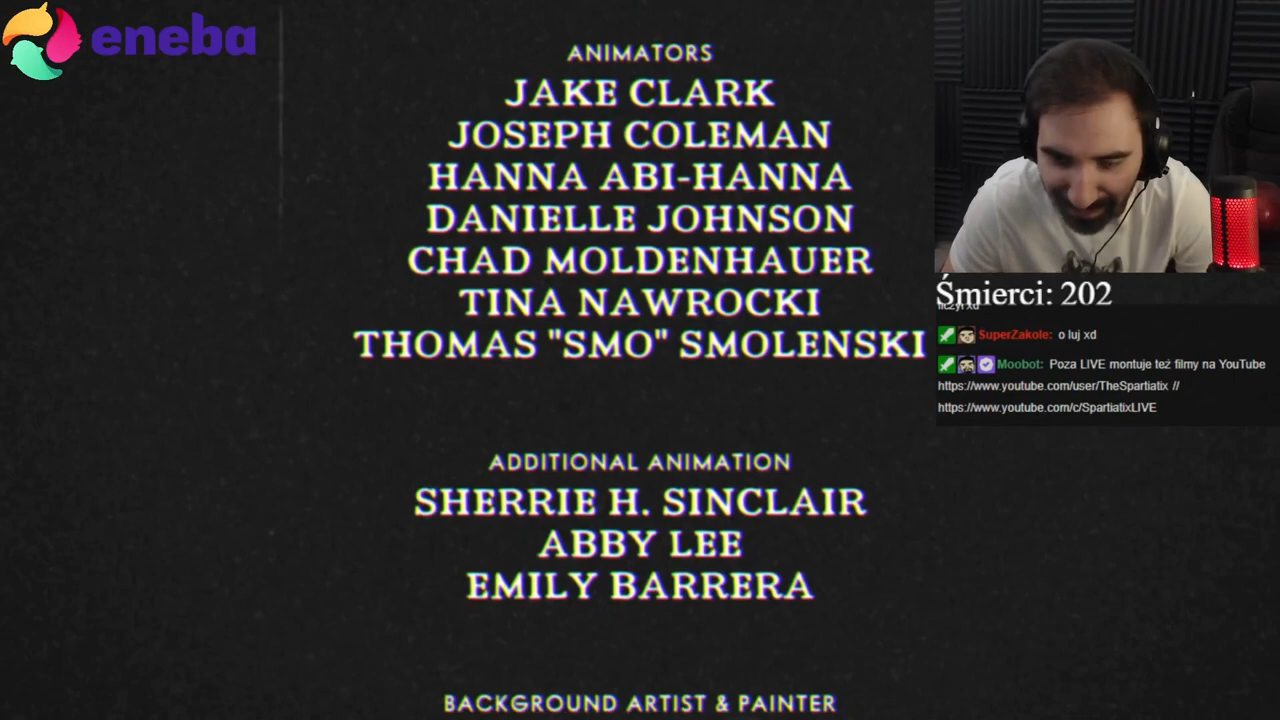 eneba
ANIMATORS
JAKE CLARK
JOSEPH COLEMAN
HANNA ABI-HANNA
DANIELLE JOHNSON
CHAD MOLDENHAUER
TINA NAWROCKI
THOMAS "SMO" SMOLENSKI
ADDITIONAL ANIMATION
SHERRIE H. SINCLAIR
ABBY LEE
EMILY BARRERA
BACKGROUND ARTIST & PAINTER
Śmierci: 202
xd
SuperZakole: o luj xd
Moobot: Poza LIVE montuje też filmy na YouTube
https://www.youtube.com/user/TheSpartiatix //
https://www.youtube.com/c/SpartiatixLIVE